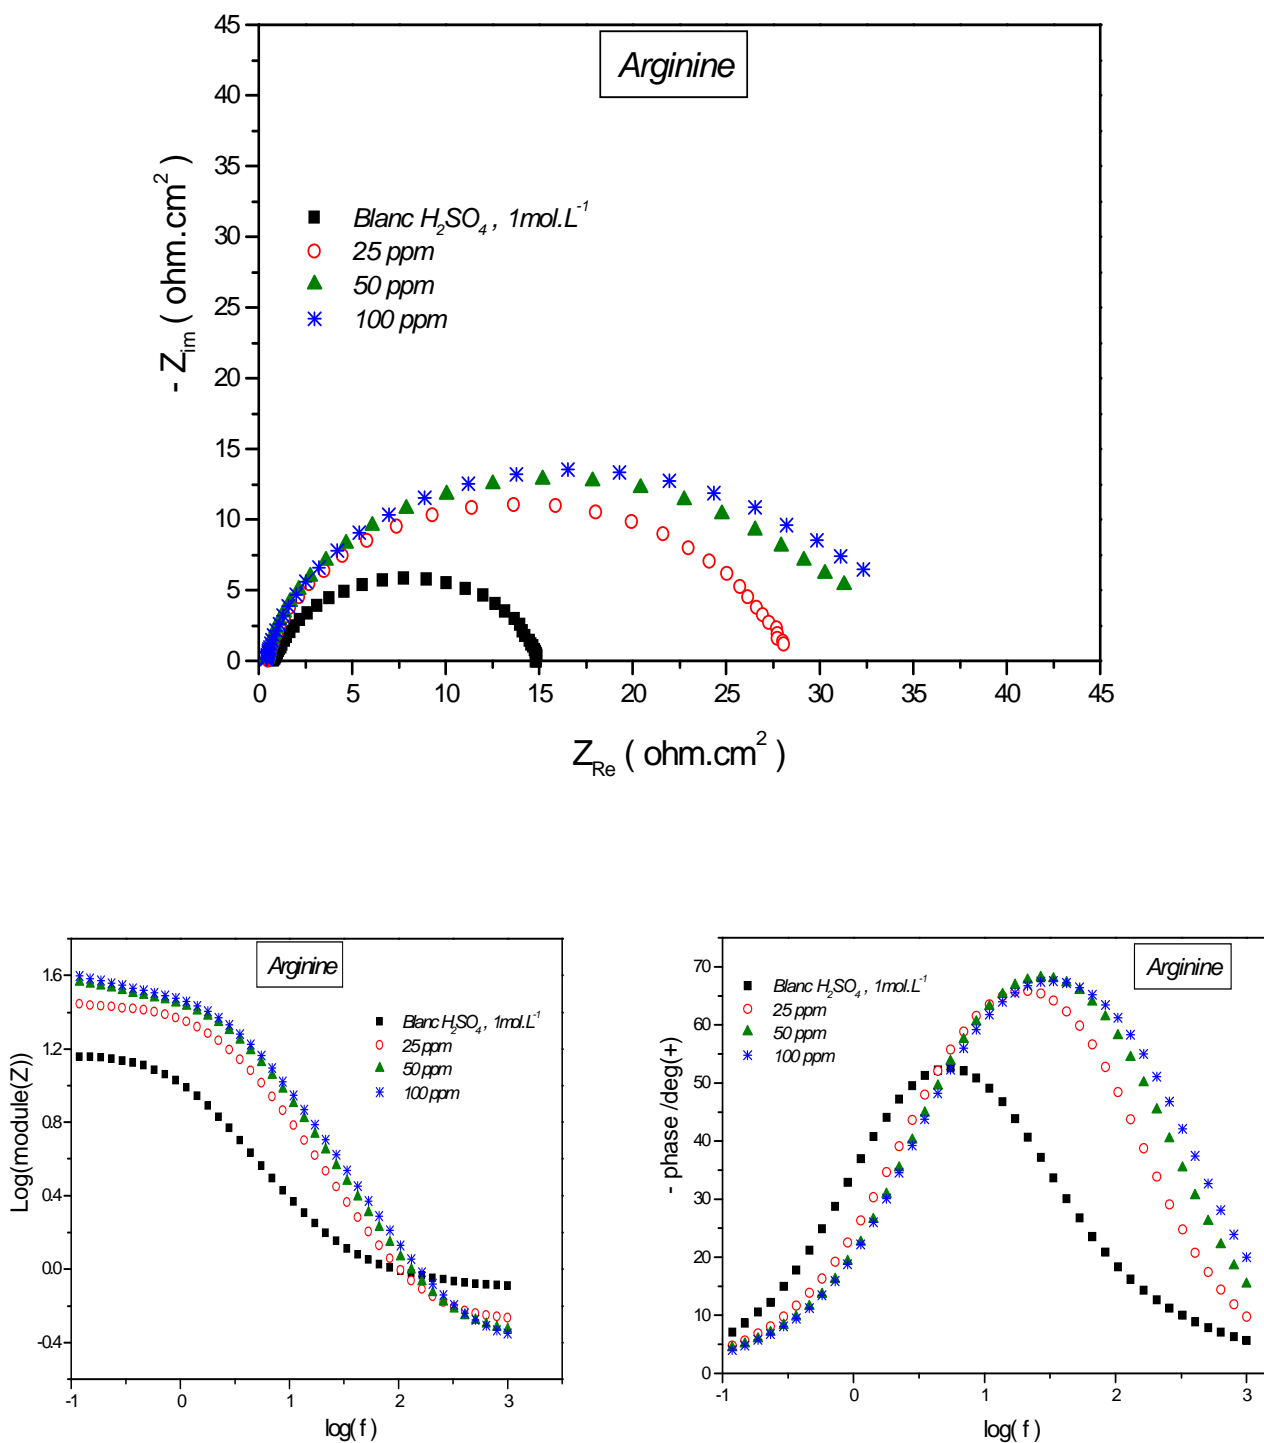 Arginine
Blanc H₂SO₄ , 1mol.L⁻¹
25 ppm
50 ppm
100 ppm
45
40
35
30
25
20
15
10
5
0
- Z_im ( ohm.cm² )
0 5 10 15 20 25 30 35 40 45
Z_Re ( ohm.cm² )
Arginine
Blanc H₂SO₄ , 1mol.L⁻¹
25 ppm
50 ppm
100 ppm
1.6
1.2
0.8
0.4
0.0
-0.4
Log(module(Z))
-1 0 1 2 3
log( f )
Arginine
Blanc H₂SO₄ , 1mol.L⁻¹
25 ppm
50 ppm
100 ppm
70
60
50
40
30
20
10
0
- phase /deg(+)
-1 0 1 2 3
log( f )